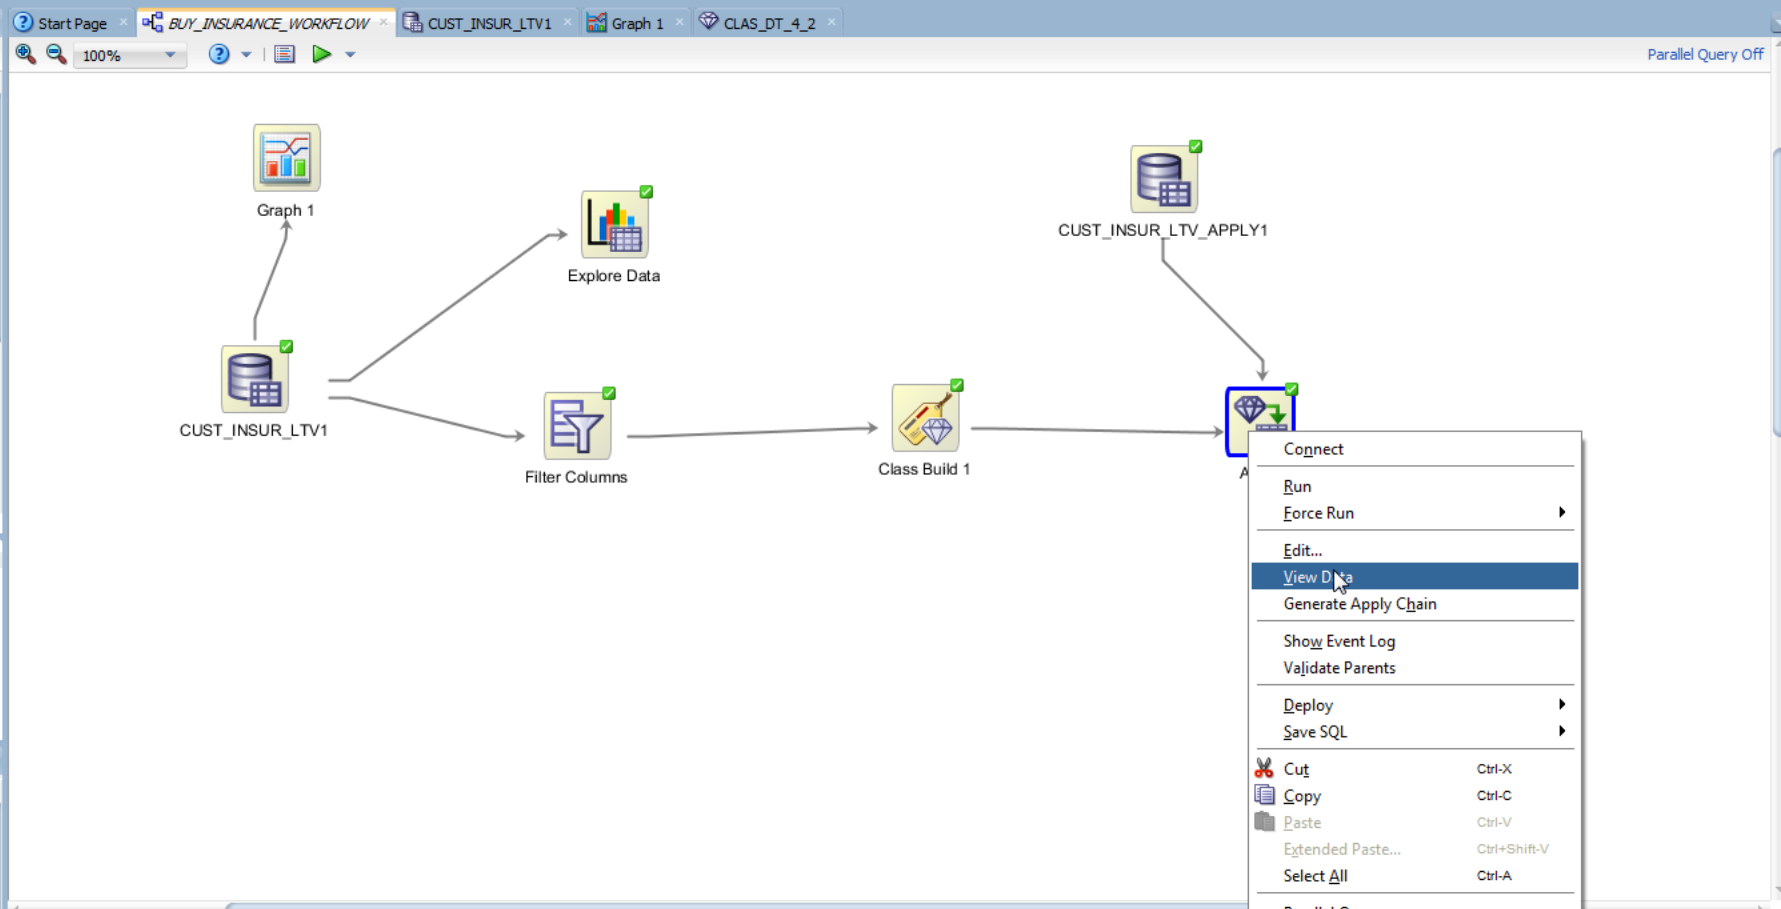 Start Page
BUY_INSURANCE_WORKFLOW
CUST_INSUR_LTV1
Graph 1
CLAS_DT_4_2
100%
Parallel Query Off
Graph 1
Explore Data
CUST_INSUR_LTV_APPLY1
CUST_INSUR_LTV1
Filter Columns
Class Build 1
A
Connect
Run
Force Run
Edit...
View Data
Generate Apply Chain
Show Event Log
Validate Parents
Deploy
Save SQL
Cut Ctrl-X
Copy Ctrl-C
Paste Ctrl-V
Extended Paste... Ctrl+Shift-V
Select All Ctrl-A